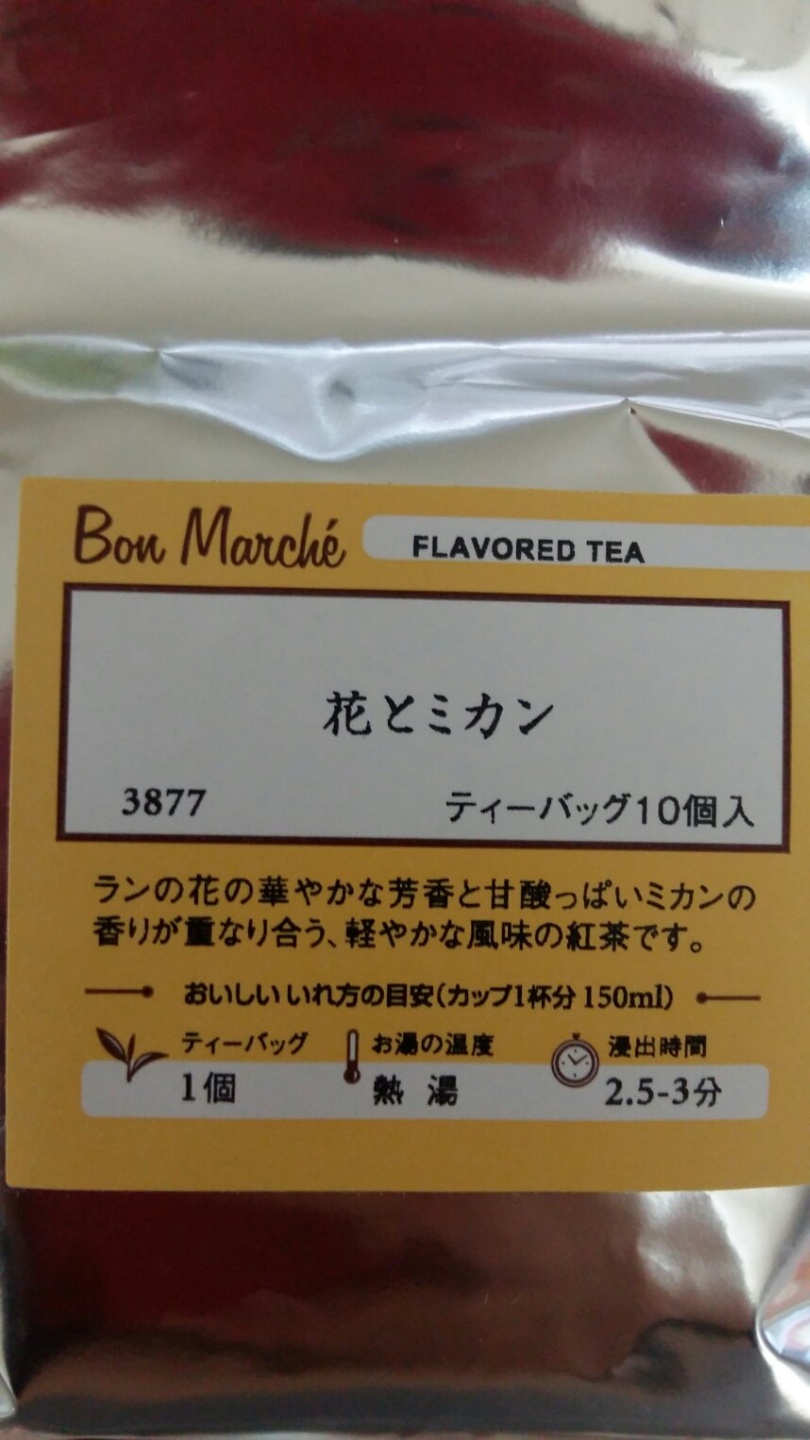 Bon Marché FLAVORED TEA
花とミカン
3877 ティーバッグ10個入
ランの花の華やかな芳香と甘酸っぱいミカンの
香りが重なり合う、軽やかな風味の紅茶です。
おいしいいれ方の目安(カップ1杯分 150ml)
ティーバッグ お湯の温度 浸出時間
1個 熱湯 2.5-3分